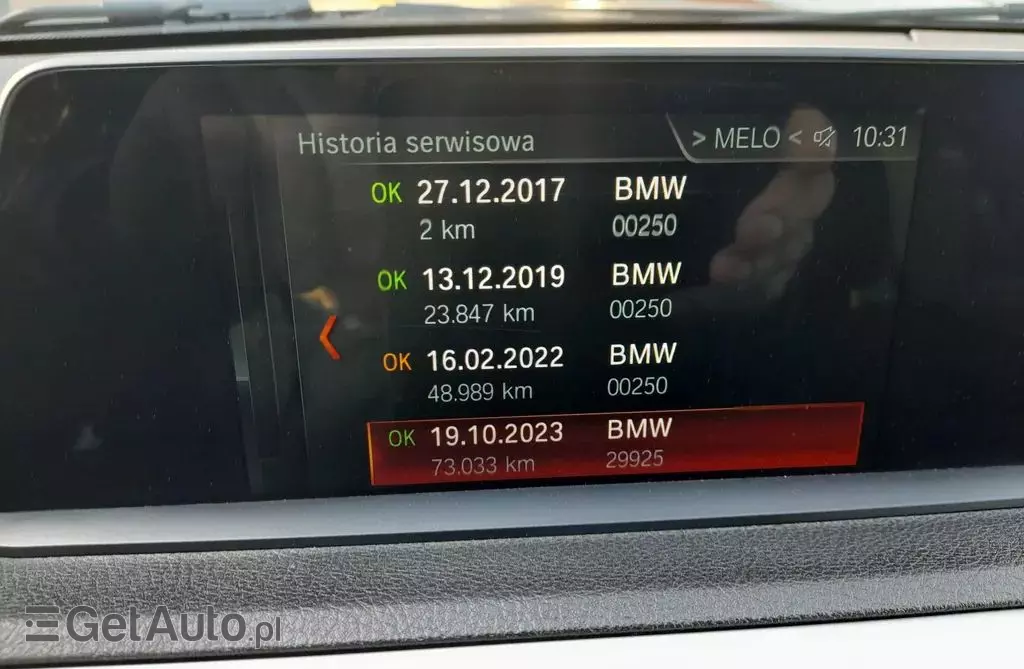 Historia serwisowa > MELO < 10:31
OK 27.12.2017 BMW
2 km 00250
OK 13.12.2019 BMW
23.847 km 00250
OK 16.02.2022 BMW
48.989 km 00250
OK 19.10.2023 BMW
73.033 km 29925
GetAuto.pl